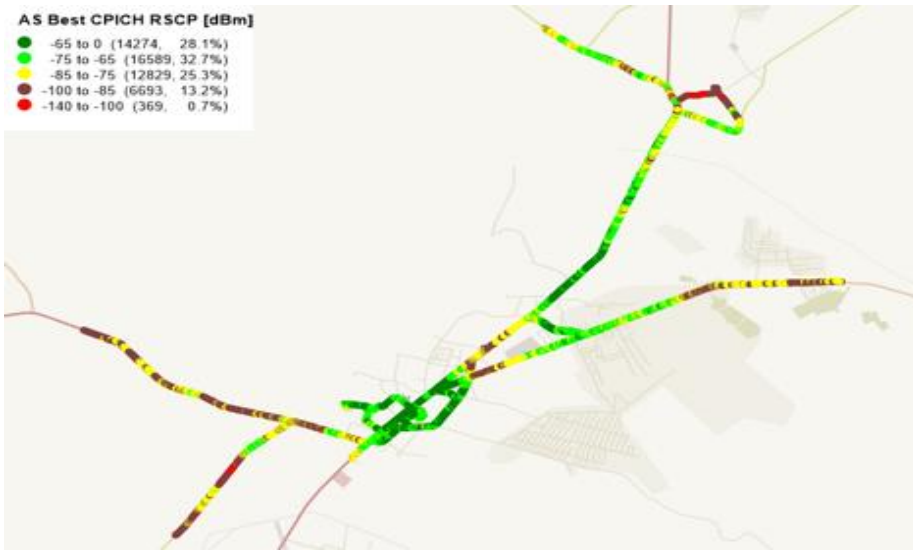 AS Best CPICH RSCP [dBm]
-65 to 0 (14274, 28.1%)
-75 to -65 (16589, 32.7%)
-85 to -75 (12829, 25.3%)
-100 to -85 (6693, 13.2%)
-140 to -100 (369, 0.7%)